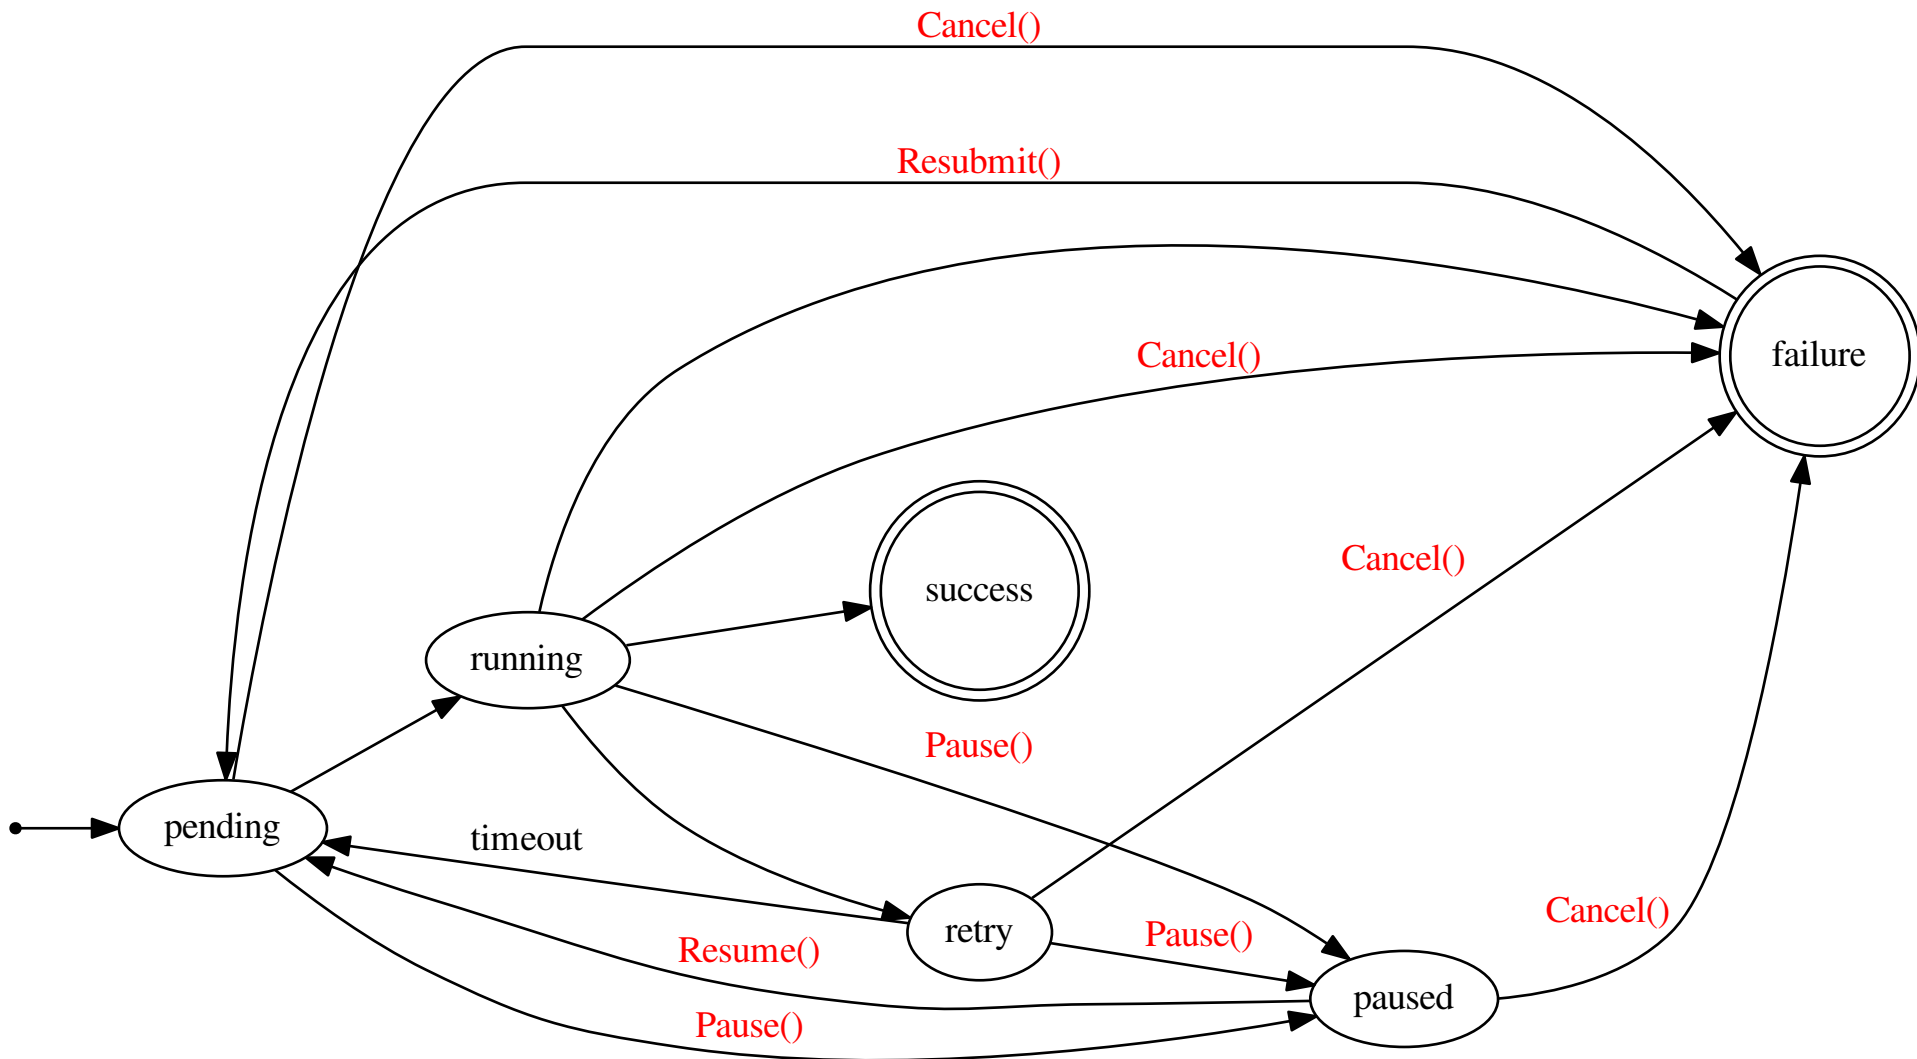 Cancel()
Resubmit()
Cancel()
failure
Cancel()
success
running
Pause()
pending
timeout
Cancel()
retry
Pause()
Resume()
paused
Pause()